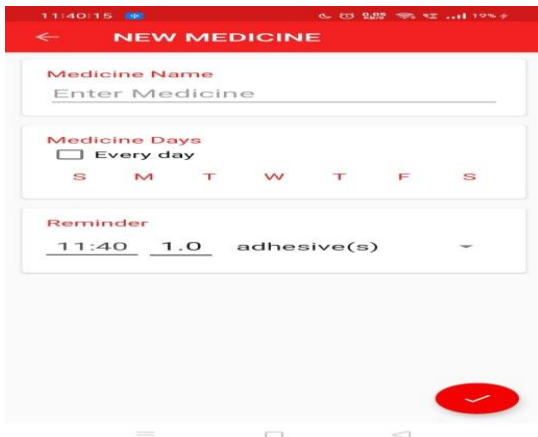 11:40:15 19%
NEW MEDICINE
Medicine Name
Enter Medicine
Medicine Days
Every day
S M T W T F S
Reminder
11:40 1.0 adhesive(s)